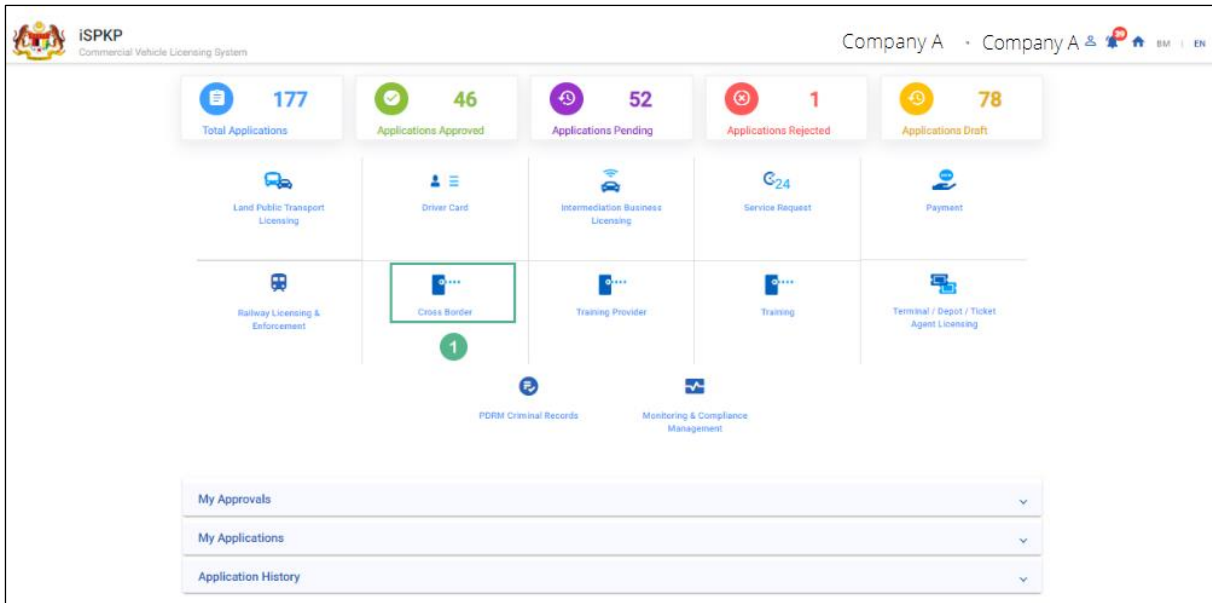 iSPKP
Commercial Vehicle Licensing System
Company A • Company A
BM | EN
177
Total Applications
46
Applications Approved
52
Applications Pending
1
Applications Rejected
78
Applications Draft
Land Public Transport
Licensing
Driver Card
Intermediation Business
Licensing
24
Service Request
Payment
Railway Licensing &
Enforcement
Cross Border
Training Provider
Training
Terminal / Depot / Ticket
Agent Licensing
1
PDRM Criminal Records
Monitoring & Compliance
Management
My Approvals
My Applications
Application History